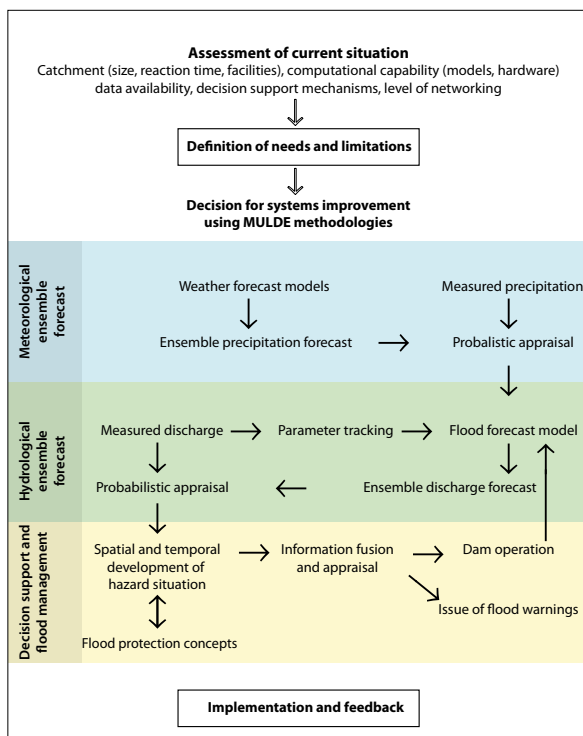 Assessment of current situation
Catchment (size, reaction time, facilities), computational capability (models, hardware)
data availability, decision support mechanisms, level of networking
Definition of needs and limitations
Decision for systems improvement
using MULDE methodologies
Meteorological
ensemble
forecast
Weather forecast models
Measured precipitation
Ensemble precipitation forecast
Probalistic appraisal
Hydrological
ensemble
forecast
Measured discharge
Parameter tracking
Flood forecast model
Probabilistic appraisal
Ensemble discharge forecast
Decision support and
flood management
Spatial and temporal
development of
hazard situation
Information fusion
and appraisal
Dam operation
Issue of flood warnings
Flood protection concepts
Implementation and feedback